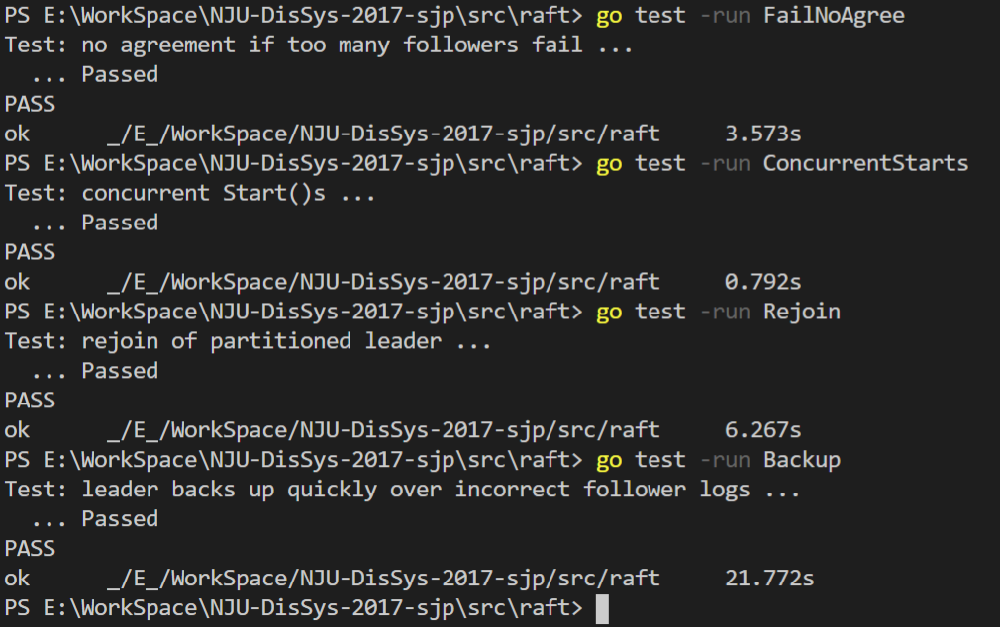 PS E:\WorkSpace\NJU-DisSys-2017-sjp\src\raft> go test -run FailNoAgree
Test: no agreement if too many followers fail ...
  ... Passed
PASS
ok      _/E_/WorkSpace/NJU-DisSys-2017-sjp/src/raft     3.573s
PS E:\WorkSpace\NJU-DisSys-2017-sjp\src\raft> go test -run ConcurrentStarts
Test: concurrent Start()s ...
  ... Passed
PASS
ok      _/E_/WorkSpace/NJU-DisSys-2017-sjp/src/raft     0.792s
PS E:\WorkSpace\NJU-DisSys-2017-sjp\src\raft> go test -run Rejoin
Test: rejoin of partitioned leader ...
  ... Passed
PASS
ok      _/E_/WorkSpace/NJU-DisSys-2017-sjp/src/raft     6.267s
PS E:\WorkSpace\NJU-DisSys-2017-sjp\src\raft> go test -run Backup
Test: leader backs up quickly over incorrect follower logs ...
  ... Passed
PASS
ok      _/E_/WorkSpace/NJU-DisSys-2017-sjp/src/raft     21.772s
PS E:\WorkSpace\NJU-DisSys-2017-sjp\src\raft>